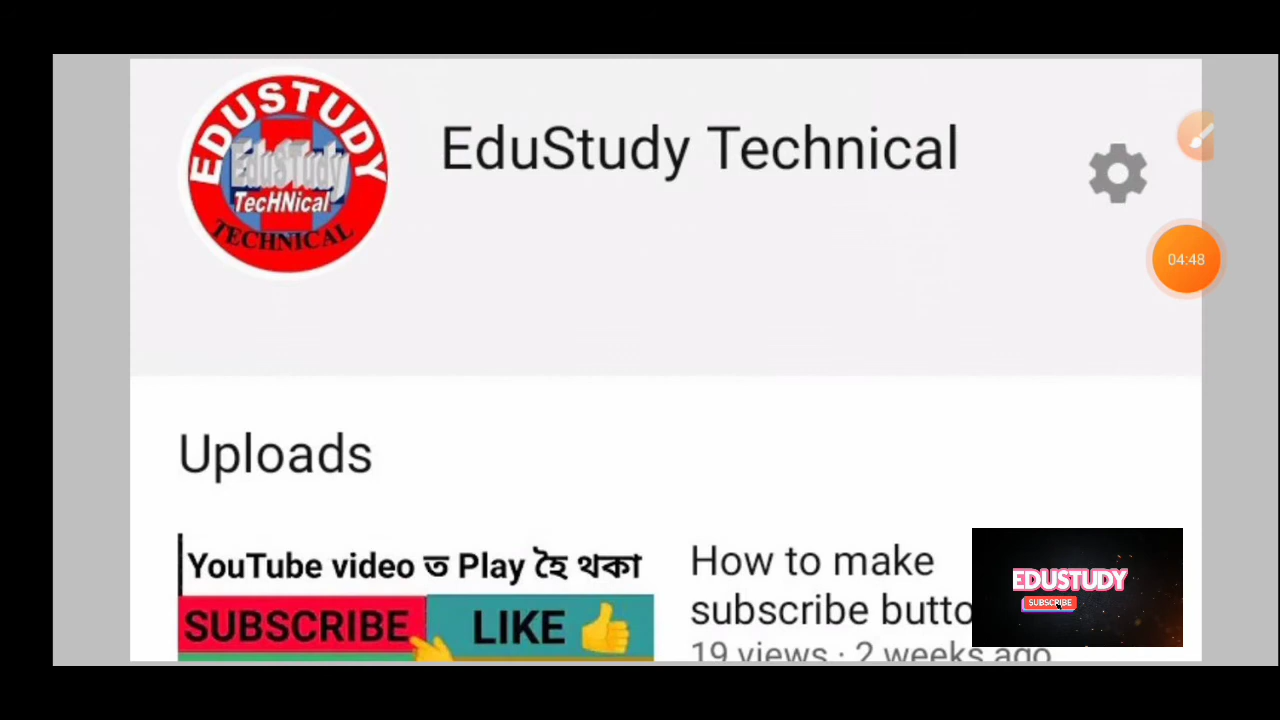 EDUSTUDY
EduStudy
TecHNical
TECHNICAL
EduStudy Technical
04:48
Uploads
YouTube video ত Play হৈ থকা
SUBSCRIBE
LIKE
How to make
subscribe butto
19 views · 2 weeks ago
EDUSTUDY
SUBSCRIBE